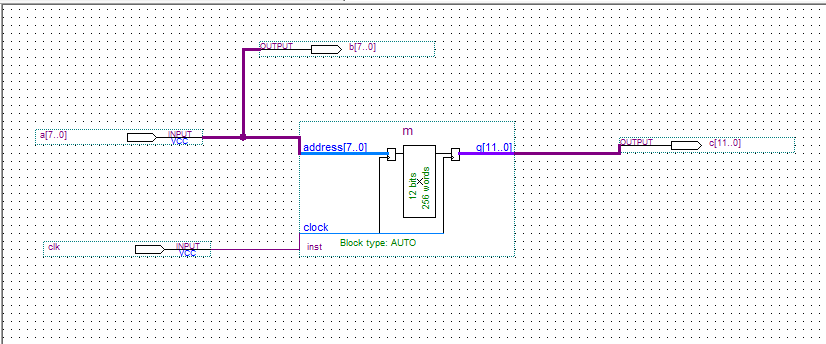 OUTPUT b[7..0]
a[7..0] INPUT
VCC
m
address[7..0] q[11..0]
OUTPUT c[11..0]
12 bits
256 words
clock
clk INPUT
VCC
inst Block type: AUTO